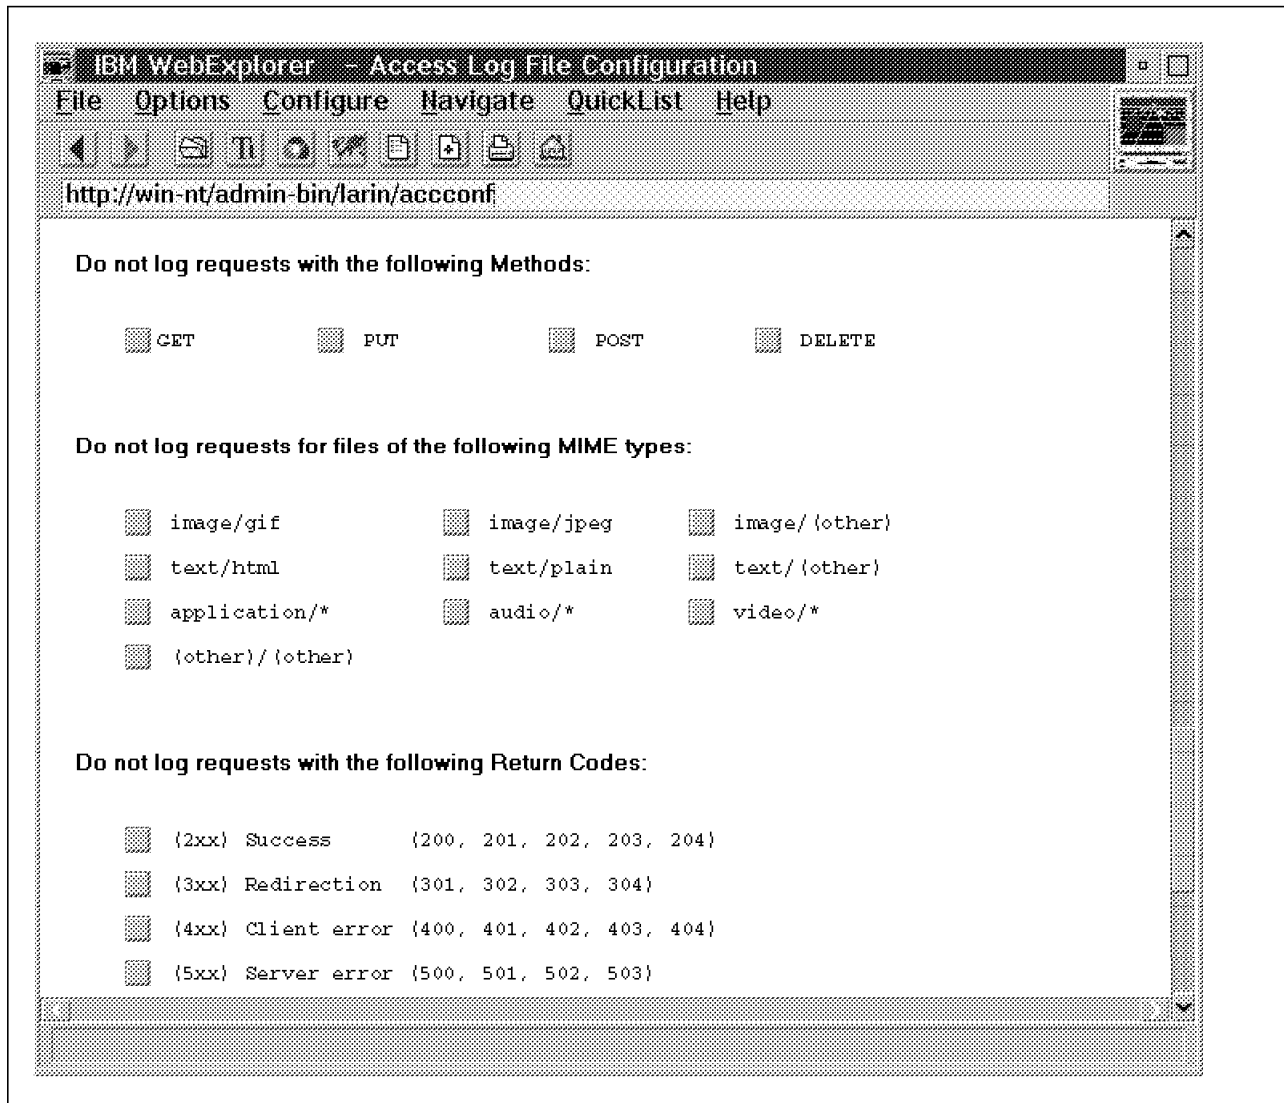 IBM WebExplorer - Access Log File Configuration
File Options Configure Navigate QuickList Help
http://win-nt/admin-bin/larin/accconf
Do not log requests with the following Methods:
GET PUT POST DELETE
Do not log requests for files of the following MIME types:
image/gif image/jpeg image/(other)
text/html text/plain text/(other)
application/* audio/* video/*
(other)/(other)
Do not log requests with the following Return Codes:
(2xx) Success (200, 201, 202, 203, 204)
(3xx) Redirection (301, 302, 303, 304)
(4xx) Client error (400, 401, 402, 403, 404)
(5xx) Server error (500, 501, 502, 503)